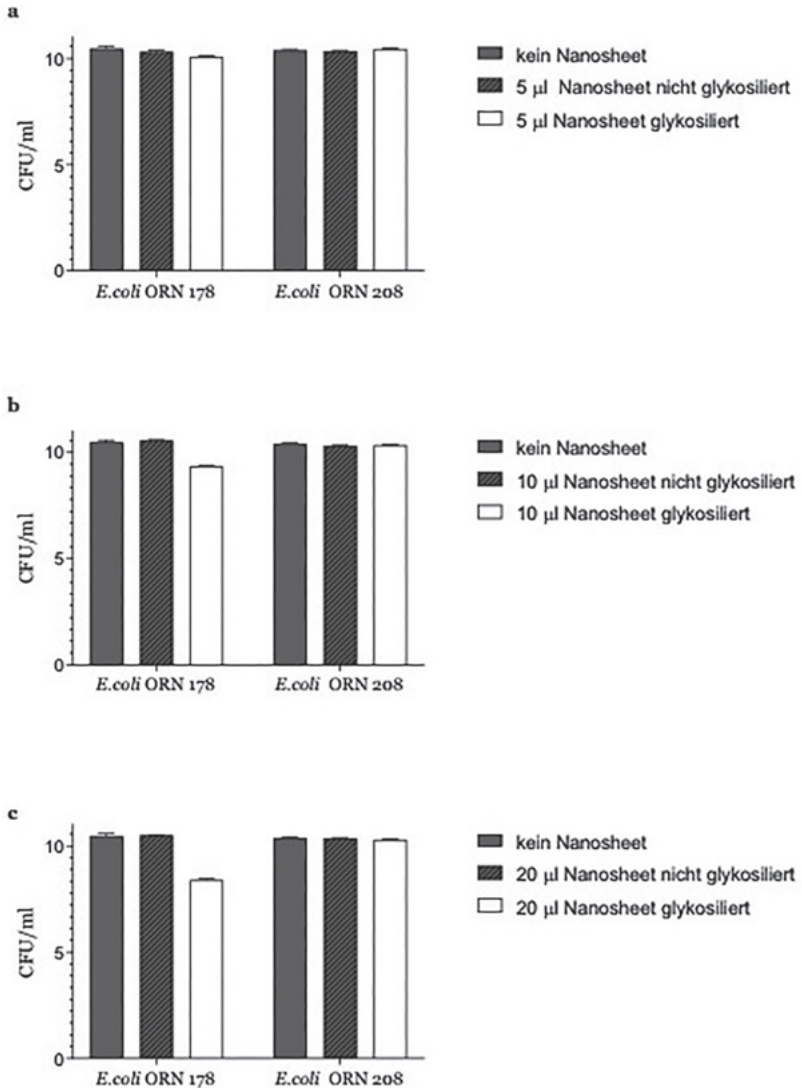 a
10
5
0
CFU/ml
E.coli ORN 178
E.coli ORN 208
kein Nanosheet
5 µl Nanosheet nicht glykosiliert
5 µl Nanosheet glykosiliert
b
10
5
0
CFU/ml
E.coli ORN 178
E.coli ORN 208
kein Nanosheet
10 µl Nanosheet nicht glykosiliert
10 µl Nanosheet glykosiliert
c
10
5
0
CFU/ml
E.coli ORN 178
E.coli ORN 208
kein Nanosheet
20 µl Nanosheet nicht glykosiliert
20 µl Nanosheet glykosiliert